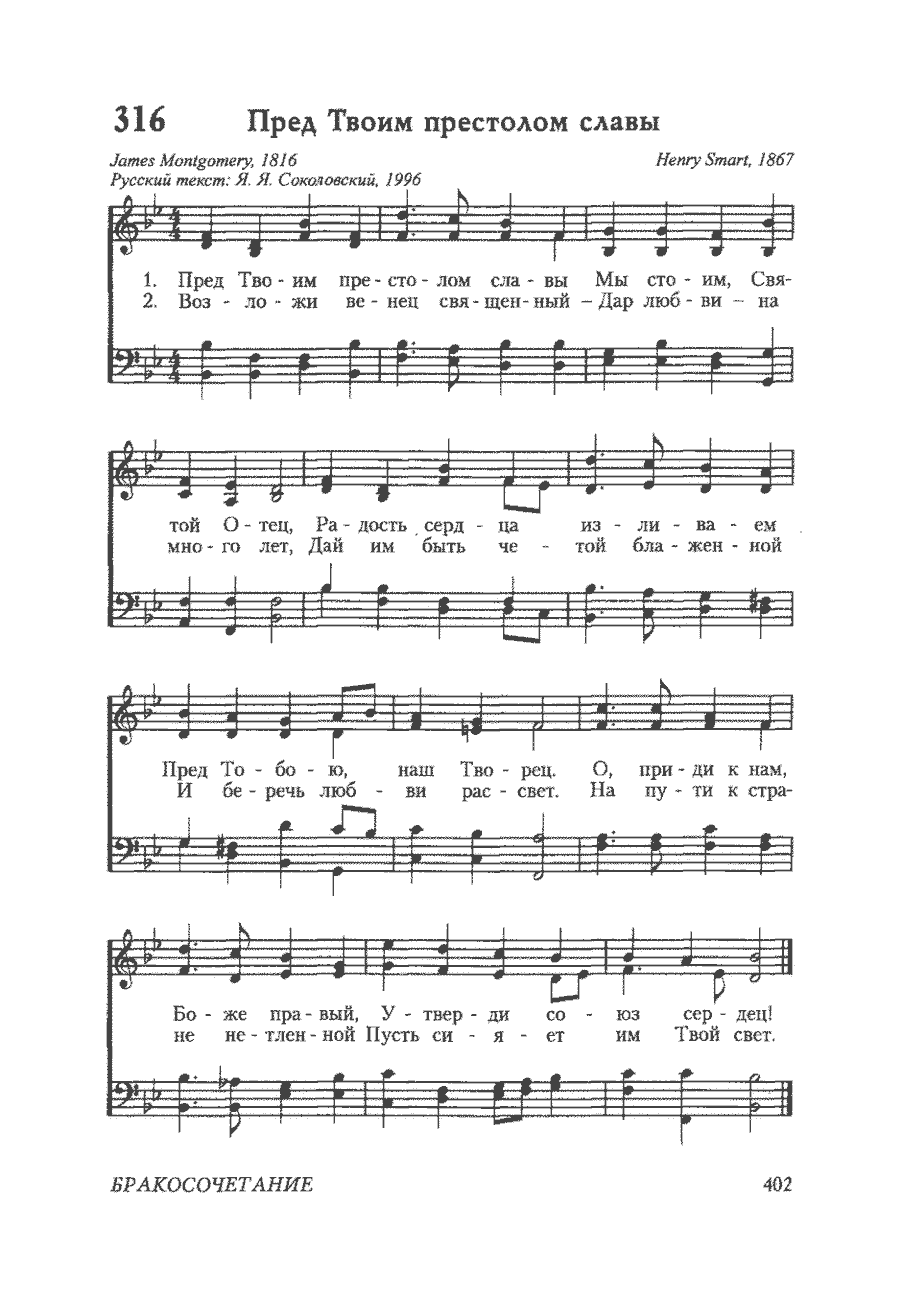 316 Пред Твоим престолом славы
James Montgomery, 1816 Henry Smart, 1867
Русский текст: Я. Я. Соколовский, 1996
1. Пред Тво - им пре - сто - лом сла - вы Мы сто - им, Свя-
2. Воз - ло - жи ве - нец свя - щен - ный – Дар люб - ви – на
той О - тец, Ра - дость серд - ца из - ли - ва - ем
мно - го лет, Дай им быть че - той бла - жен - ной
Пред То - бо - ю, наш Тво - рец. О, при - ди к нам,
И бе - речь люб - ви рас - свет. На пу - ти к стра-
Бо - же пра - вый, У - твер - ди со - юз сер - дец!
не не - тлен - ной Пусть си - я - ет им Твой свет.
БРАКОСОЧЕТАНИЕ 402